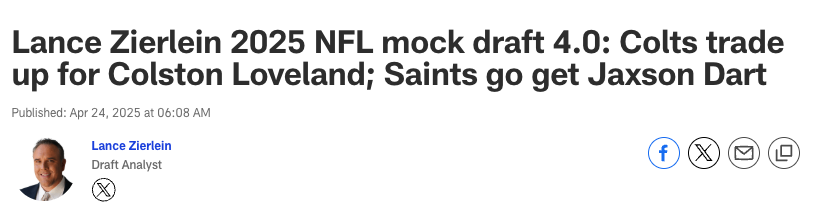 Lance Zierlein 2025 NFL mock draft 4.0: Colts trade
up for Colston Loveland; Saints go get Jaxson Dart
Published: Apr 24, 2025 at 06:08 AM
Lance Zierlein
Draft Analyst